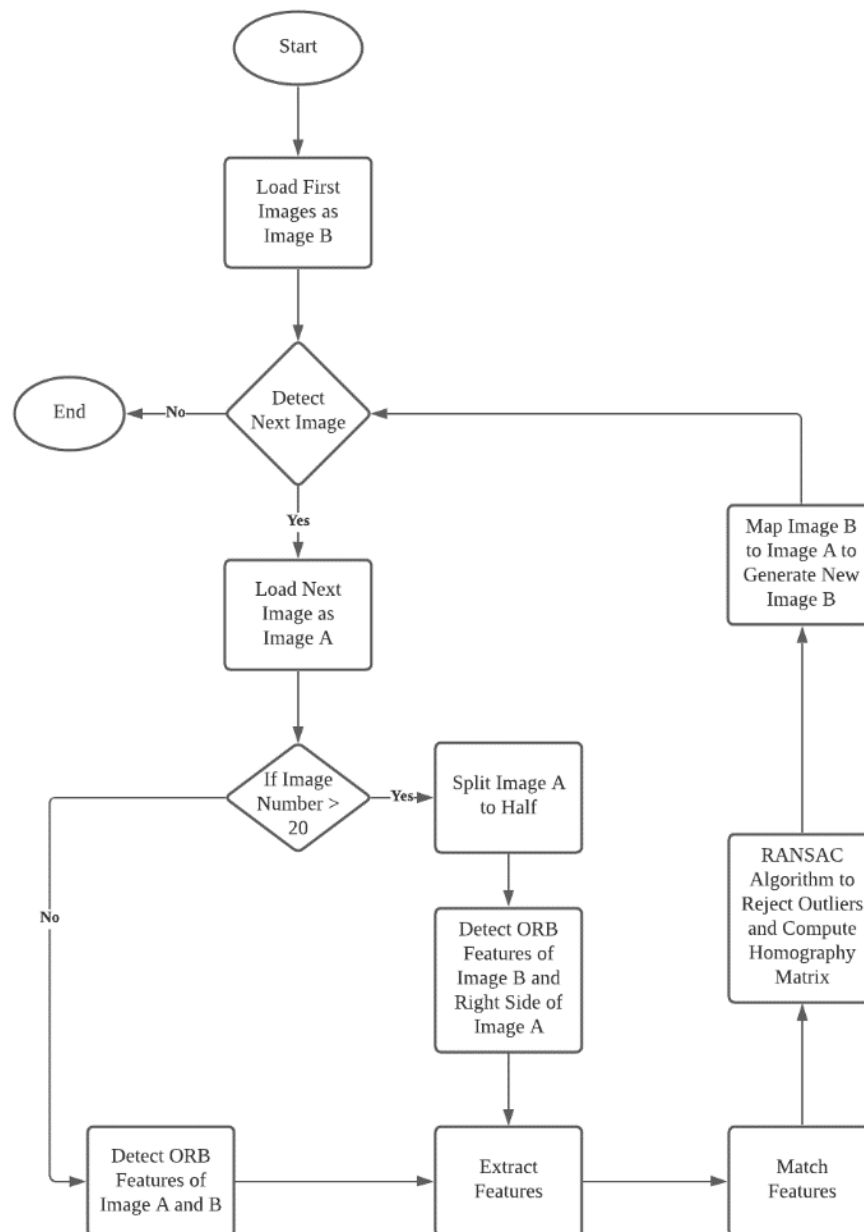 Start
Load First
Images as
Image B
Detect
Next Image
No
End
Yes
Load Next
Image as
Image A
If Image
Number >
20
Yes
Split Image A
to Half
No
Detect ORB
Features of
Image B and
Right Side of
Image A
Detect ORB
Features of
Image A and B
Extract
Features
Match
Features
RANSAC
Algorithm to
Reject Outliers
and Compute
Homography
Matrix
Map Image B
to Image A to
Generate New
Image B